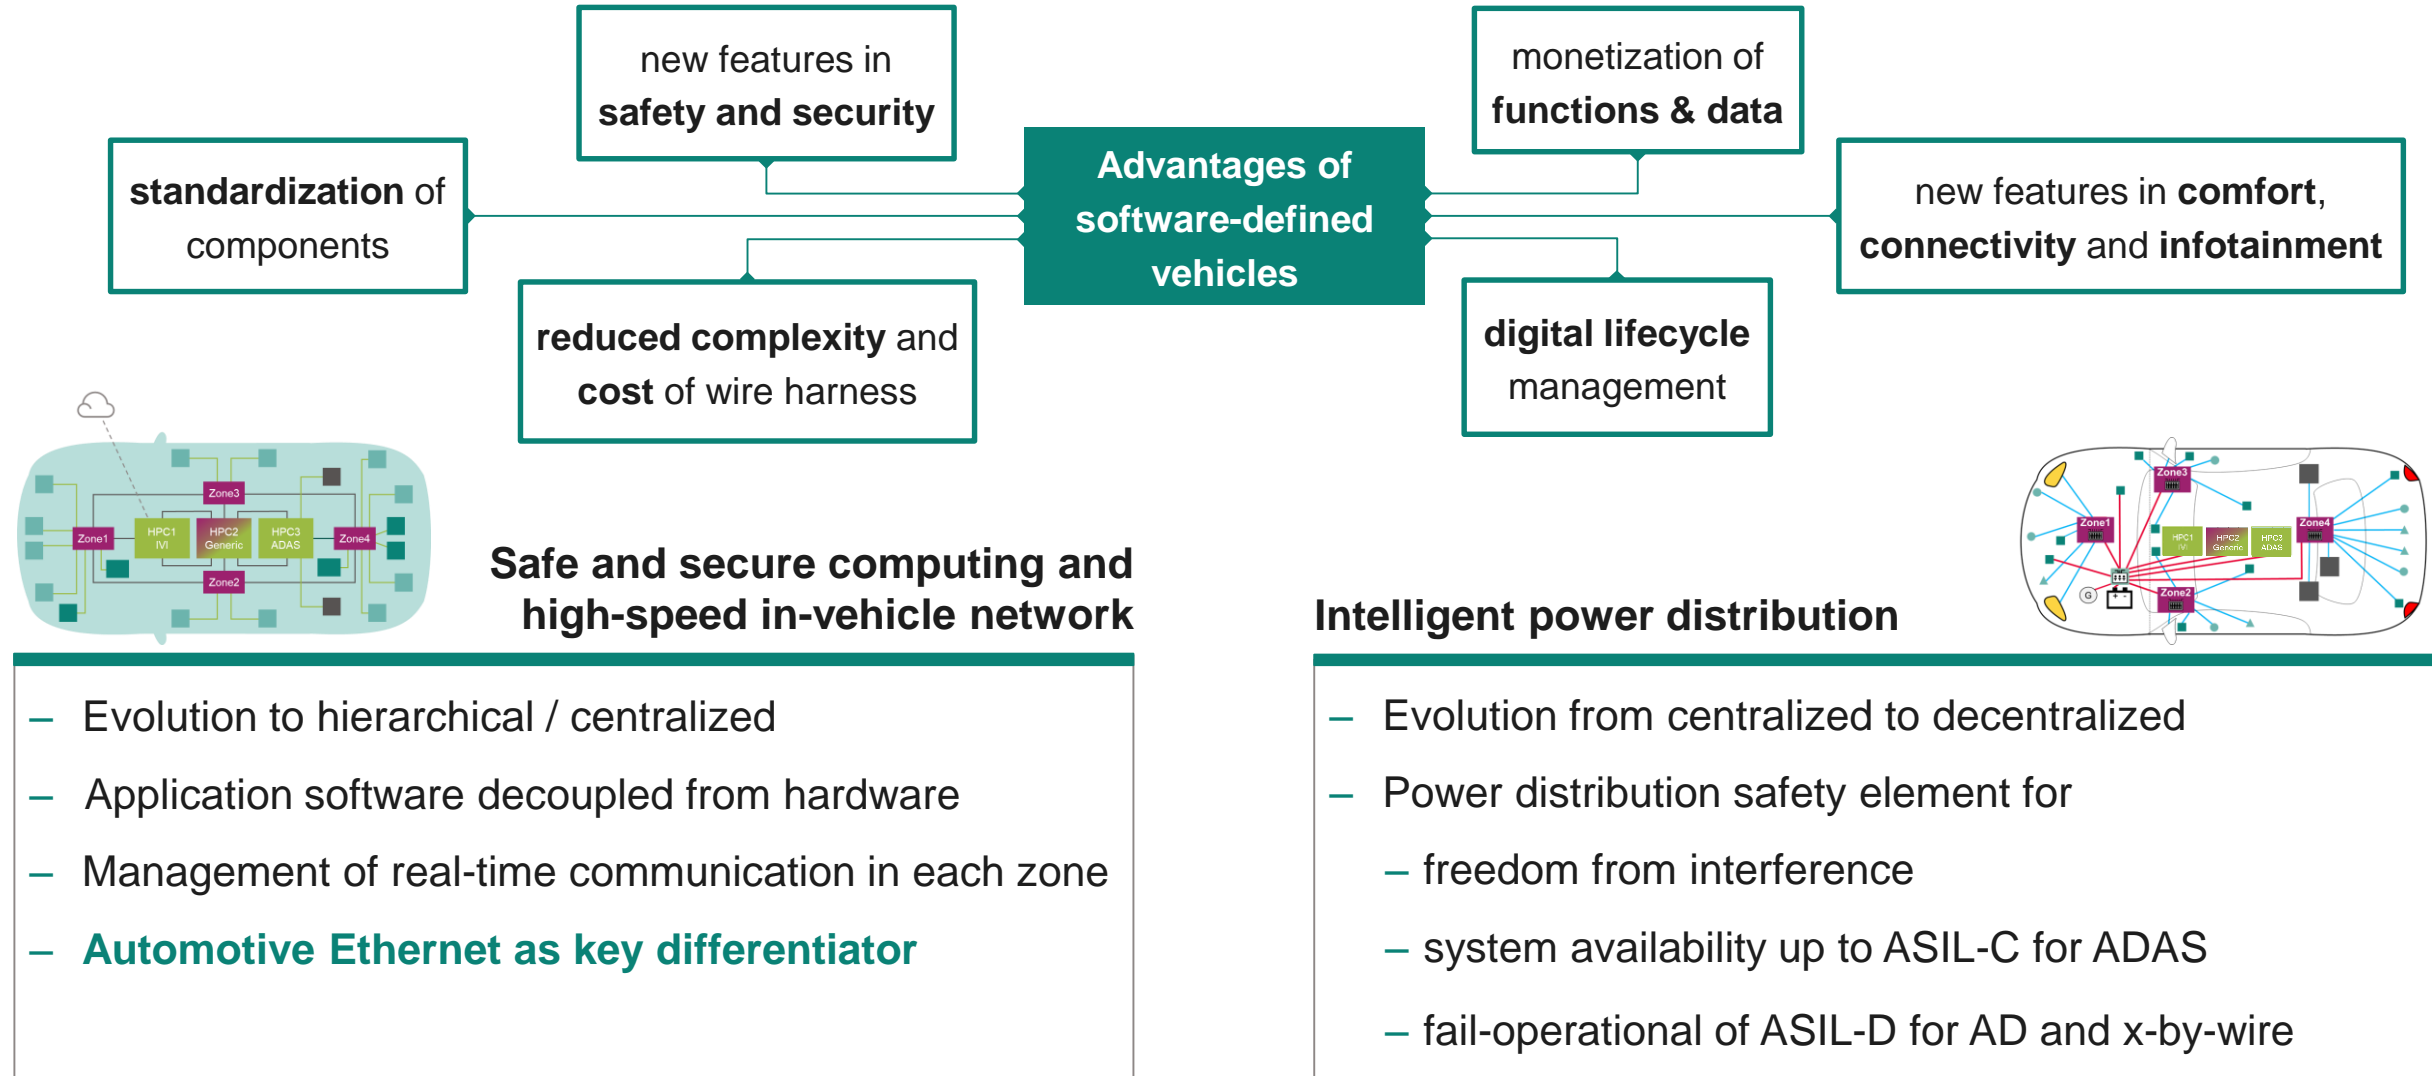 new features in
safety and security
monetization of
functions & data
standardization of
components
Advantages of
software-defined
vehicles
new features in comfort,
connectivity and infotainment
reduced complexity and
cost of wire harness
digital lifecycle
management
Zone3
Zone1
HPC1
IVI
HPC2
Generic
HPC3
ADAS
Zone4
Zone2
Safe and secure computing and
high-speed in-vehicle network
– Evolution to hierarchical / centralized
– Application software decoupled from hardware
– Management of real-time communication in each zone
– Automotive Ethernet as key differentiator
Zone3
Zone1
HPC1
IVI
HPC2
Generic
HPC3
ADAS
Zone4
G
Zone2
Intelligent power distribution
– Evolution from centralized to decentralized
– Power distribution safety element for
– freedom from interference
– system availability up to ASIL-C for ADAS
– fail-operational of ASIL-D for AD and x-by-wire